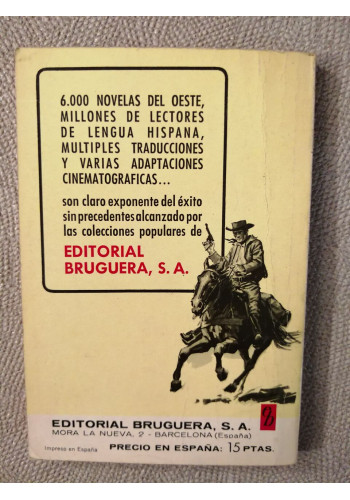 6.000 NOVELAS DEL OESTE,
MILLONES DE LECTORES
DE LENGUA HISPANA,
MULTIPLES TRADUCCIONES
Y VARIAS ADAPTACIONES
CINEMATOGRAFICAS...
son claro exponente del éxito
sin precedentes alcanzado por
las colecciones populares de
EDITORIAL
BRUGUERA, S. A.
EDITORIAL BRUGUERA, S. A.
MORA LA NUEVA, 2 - BARCELONA (España)
Impreso en España
PRECIO EN ESPAÑA: 15 PTAS.